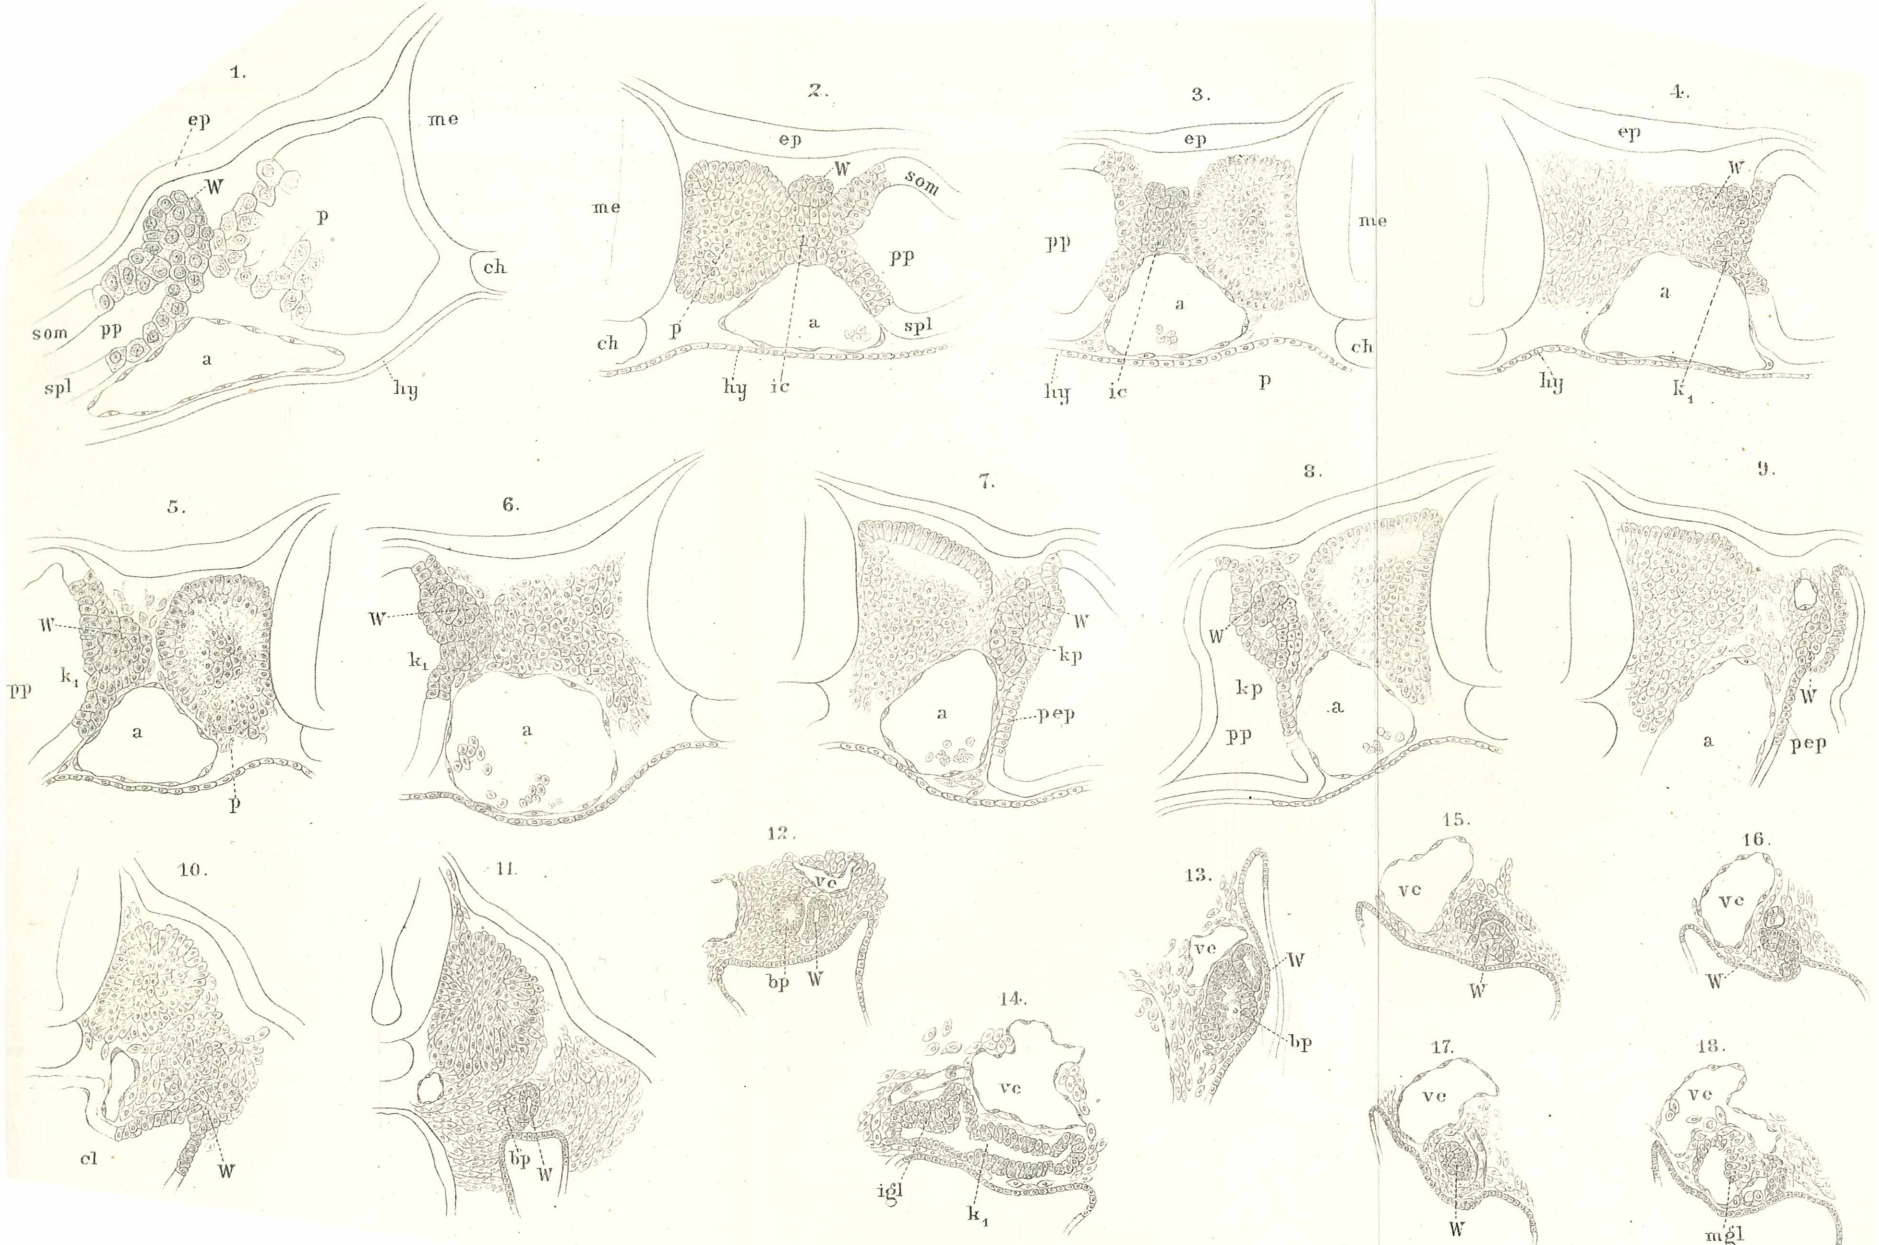 1.
ep
me
W
p
ch
som
pp
a
spl
hy
2.
ep
W
som
me
pp
p
a
spl
ch
hy
ic
3.
ep
me
pp
a
ch
hy
ic
p
4.
ep
W
a
hy
k1
5.
W
k1
pp
a
p
6.
W
k1
a
7.
W
kp
a
pep
8.
W
kp
a
pp
9.
W
a
pep
10.
cl
W
11.
bp
W
12.
vc
bp
W
13.
vc
W
bp
14.
vc
igl
k1
15.
vc
W
16.
vc
W
17.
vc
W
18.
vc
mgl